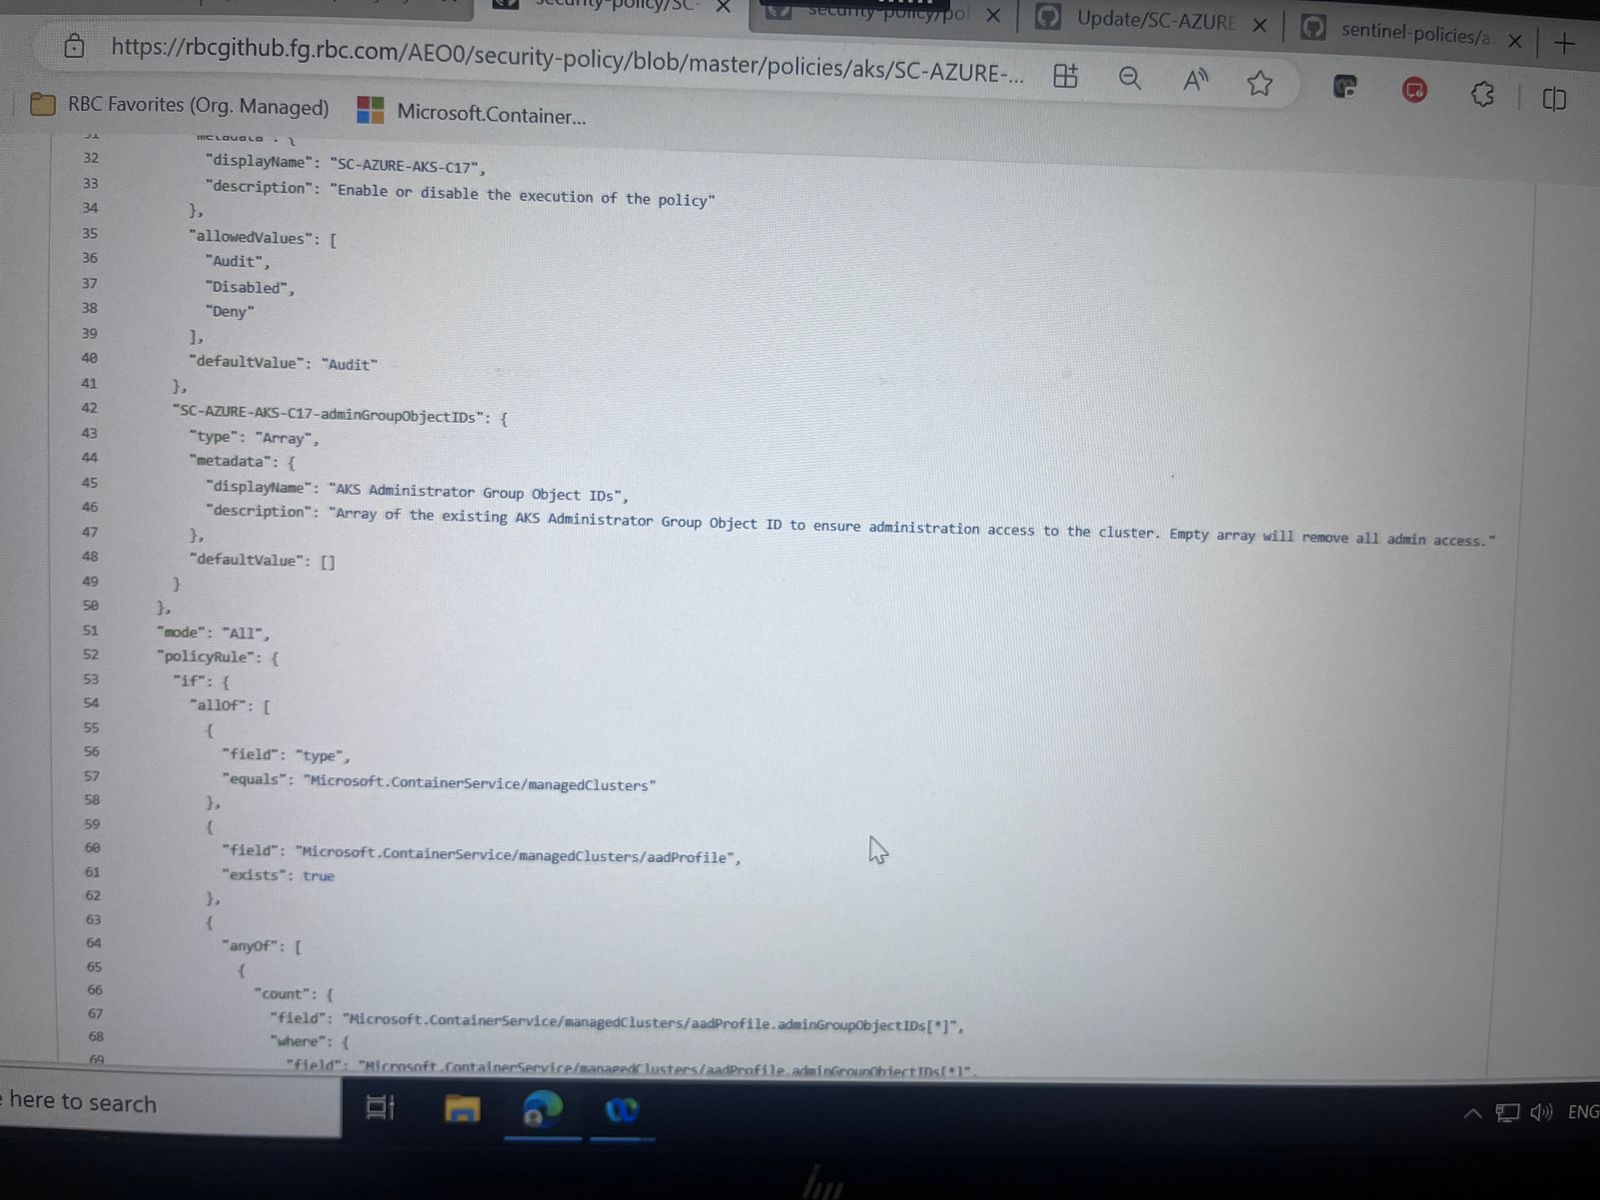 security-policy/SC-
security-policy/pol
Update/SC-AZURE
sentinel-policies/a
https://rbcgithub.fg.rbc.com/AEO0/security-policy/blob/master/policies/aks/SC-AZURE-...
RBC Favorites (Org. Managed)
Microsoft.Container...
31 "metadata": {
32 "displayName": "SC-AZURE-AKS-C17",
33 "description": "Enable or disable the execution of the policy"
34 },
35 "allowedValues": [
36 "Audit",
37 "Disabled",
38 "Deny"
39 ],
40 "defaultValue": "Audit"
41 },
42 "SC-AZURE-AKS-C17-adminGroupObjectIDs": {
43 "type": "Array",
44 "metadata": {
45 "displayName": "AKS Administrator Group Object IDs",
46 "description": "Array of the existing AKS Administrator Group Object ID to ensure administration access to the cluster. Empty array will remove all admin access."
47 },
48 "defaultValue": []
49 }
50 },
51 "mode": "All",
52 "policyRule": {
53 "if": {
54 "allOf": [
55 {
56 "field": "type",
57 "equals": "Microsoft.ContainerService/managedClusters"
58 },
59 {
60 "field": "Microsoft.ContainerService/managedClusters/aadProfile",
61 "exists": true
62 },
63 {
64 "anyOf": [
65 {
66 "count": {
67 "field": "Microsoft.ContainerService/managedClusters/aadProfile.adminGroupObjectIDs[*]",
68 "where": {
69 "field": "Microsoft.ContainerService/managedClusters/aadProfile.adminGroupObjectIDs[*]",
here to search
ENG
hp